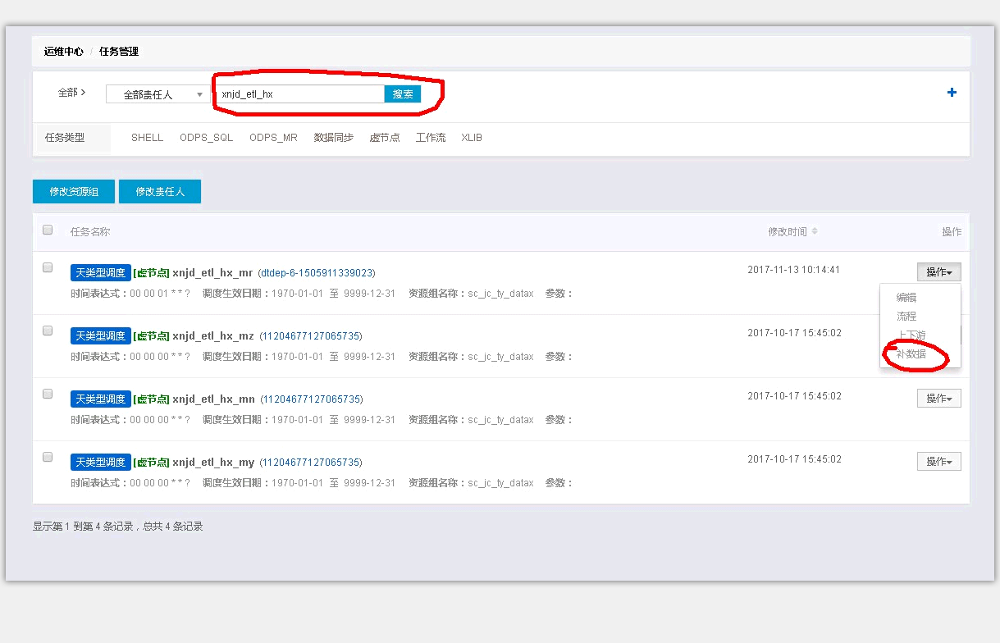 运维中心 / 任务管理
全部 > 全部责任人 xnjd_etl_hx 搜索
任务类型 SHELL ODPS_SQL ODPS_MR 数据同步 虚节点 工作流 XLIB
修改资源组 修改责任人
任务名称 修改时间 操作
天类型调度 [虚节点] xnjd_etl_hx_mr (dtdep-6-1505911339023) 2017-11-13 10:14:41 操作
时间表达式：00 00 01 * * ? 调度生效日期：1970-01-01 至 9999-12-31 资源组名称：sc_jc_ty_datax 参数：
编辑
流程
上下游
补数据
天类型调度 [虚节点] xnjd_etl_hx_mz (11204677127065735) 2017-10-17 15:45:02
时间表达式：00 00 00 * * ? 调度生效日期：1970-01-01 至 9999-12-31 资源组名称：sc_jc_ty_datax 参数：
天类型调度 [虚节点] xnjd_etl_hx_mn (11204677127065735) 2017-10-17 15:45:02 操作
时间表达式：00 00 00 * * ? 调度生效日期：1970-01-01 至 9999-12-31 资源组名称：sc_jc_ty_datax 参数：
天类型调度 [虚节点] xnjd_etl_hx_my (11204677127065735) 2017-10-17 15:45:02 操作
时间表达式：00 00 00 * * ? 调度生效日期：1970-01-01 至 9999-12-31 资源组名称：sc_jc_ty_datax 参数：
显示第 1 到第 4 条记录，总共 4 条记录